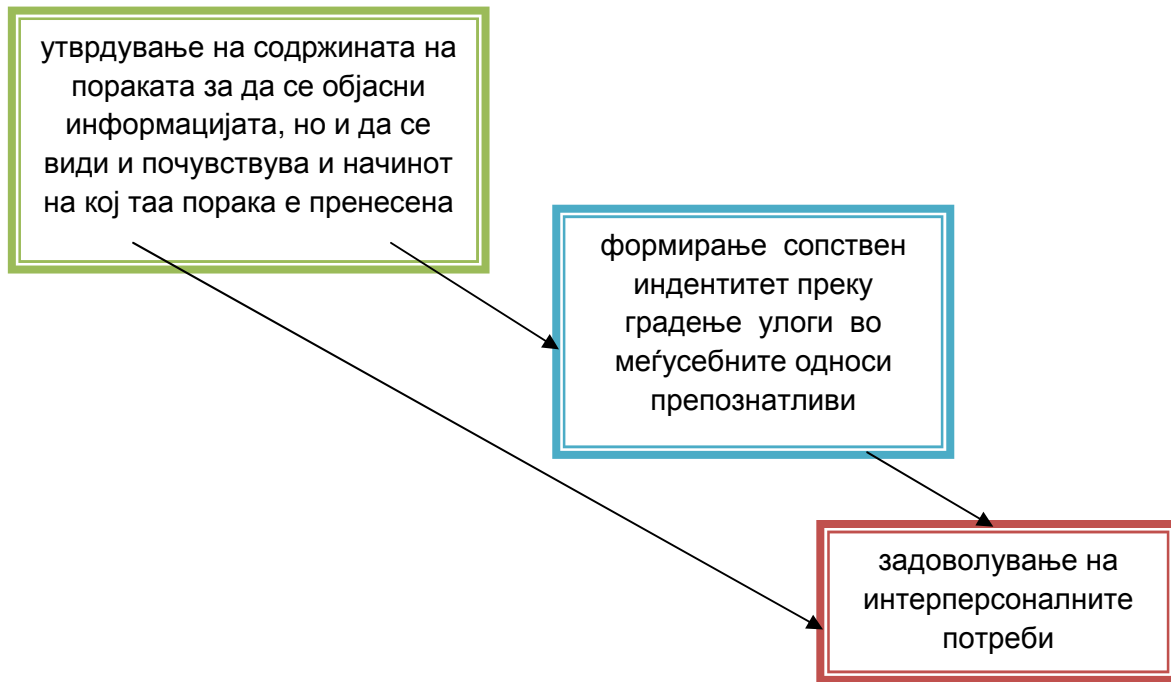 утврдување на содржината на
пораката за да се објасни
информацијата, но и да се
види и почувствува и начинот
на кој таа порака е пренесена
формирање сопствен
индентитет преку
градење улоги во
меѓусебните односи
препознатливи
задоволување на
интерперсоналните
потреби